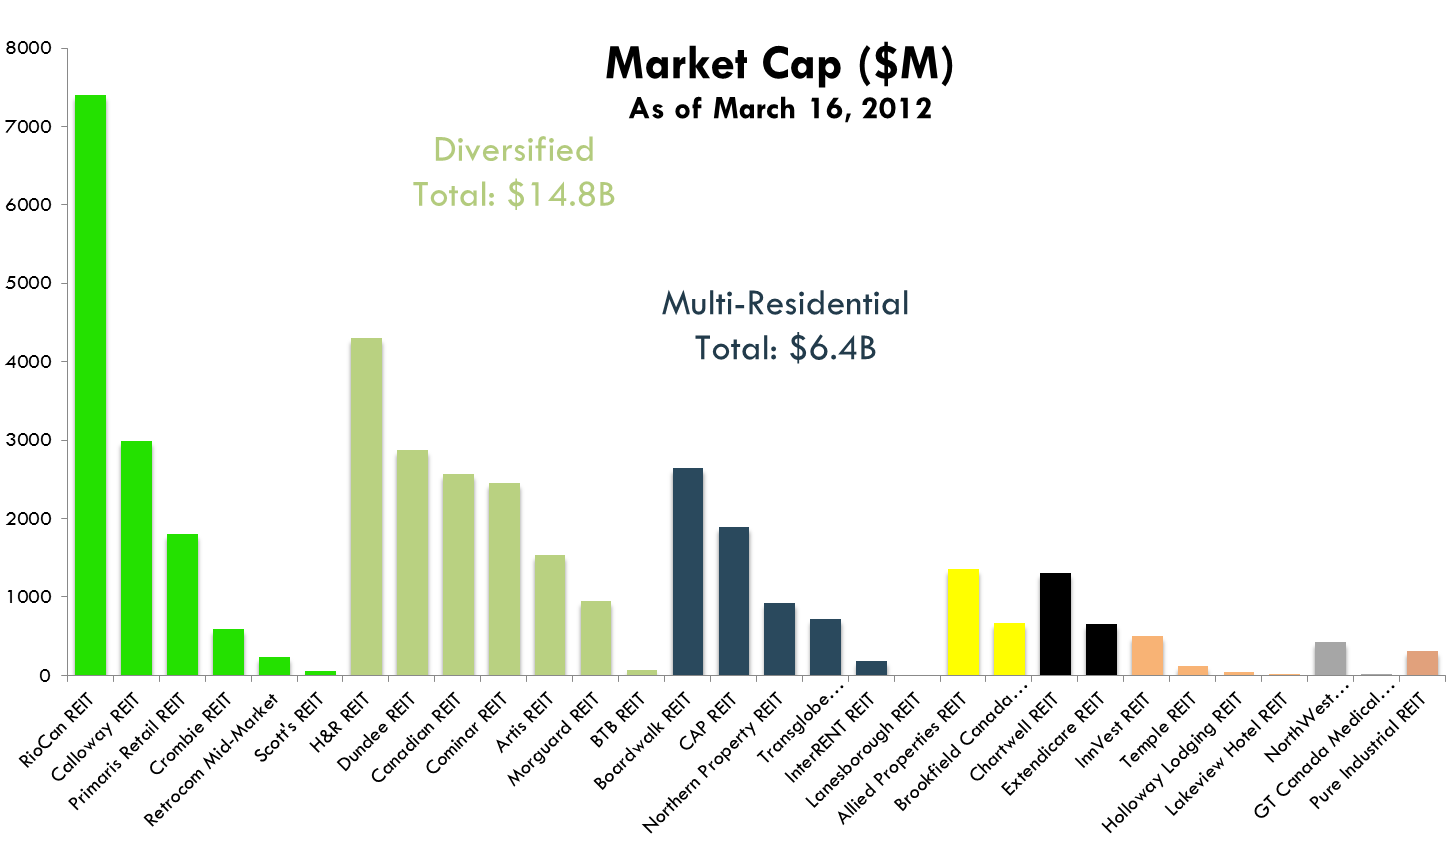 Market Cap ($M)
As of March 16, 2012
Diversified
Total: $14.8B
Multi-Residential
Total: $6.4B
8000
7000
6000
5000
4000
3000
2000
1000
0
RioCan REIT
Calloway REIT
Primaris Retail REIT
Crombie REIT
Retrocom Mid-Market
Scott's REIT
H&R REIT
Dundee REIT
Canadian REIT
Cominar REIT
Artis REIT
Morguard REIT
BTB REIT
Boardwalk REIT
CAP REIT
Northern Property REIT
Transglobe...
InterRENT REIT
Lanesborough REIT
Allied Properties REIT
Brookfield Canada...
Chartwell REIT
Extendicare REIT
InnVest REIT
Temple REIT
Holloway Lodging REIT
Lakeview Hotel REIT
NorthWest...
GT Canada Medical...
Pure Industrial REIT